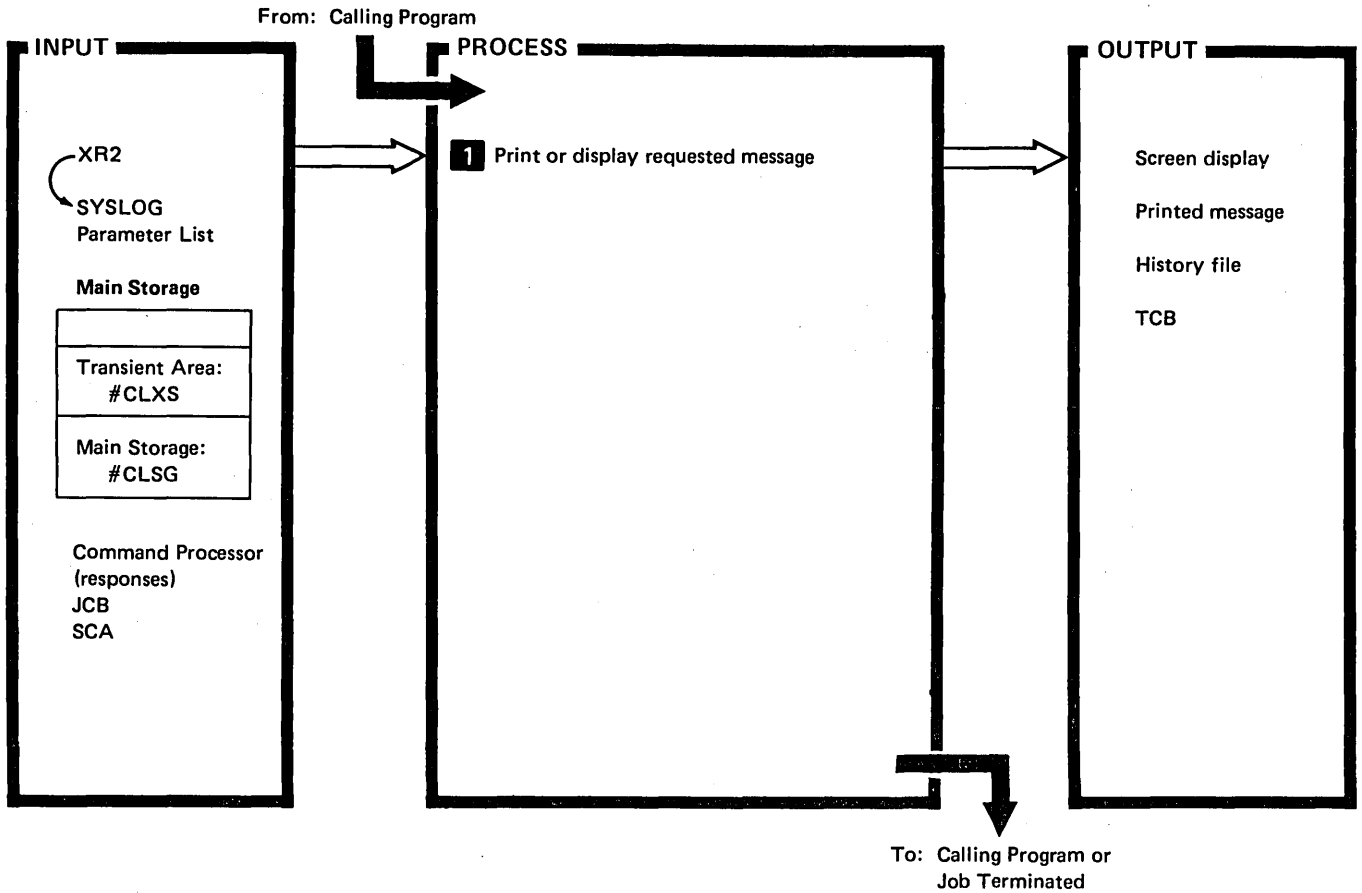 From: Calling Program
INPUT
PROCESS
OUTPUT
XR2
SYSLOG
Parameter List
Main Storage
Transient Area:
#CLXS
Main Storage:
#CLSG
Command Processor
(responses)
JCB
SCA
1 Print or display requested message
Screen display
Printed message
History file
TCB
To: Calling Program or
Job Terminated